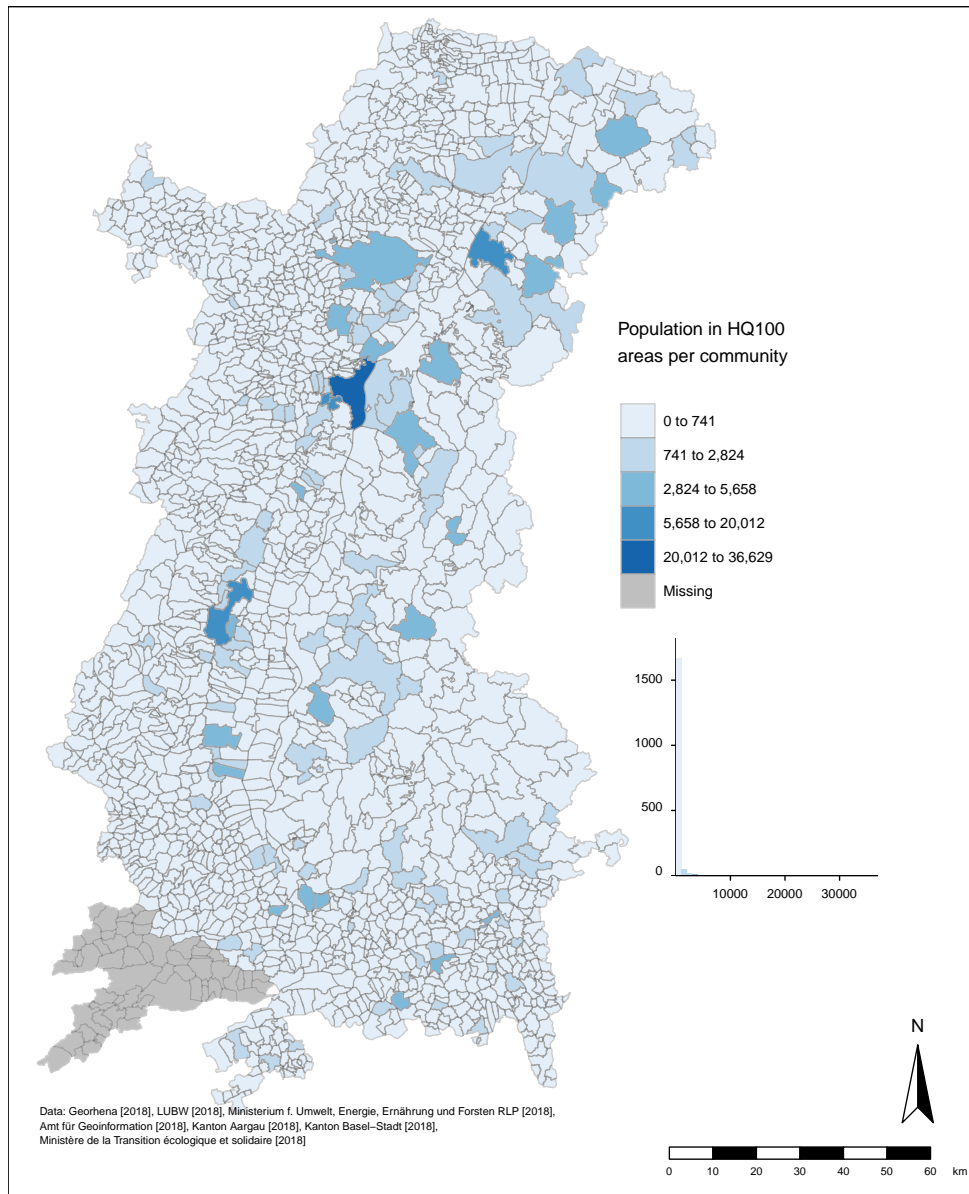 Population in HQ100
areas per community
0 to 741
741 to 2,824
2,824 to 5,658
5,658 to 20,012
20,012 to 36,629
Missing
1500
1000
500
0
10000 20000 30000
N
Data: Georhena [2018], LUBW [2018], Ministerium f. Umwelt, Energie, Ernährung und Forsten RLP [2018],
Amt für Geoinformation [2018], Kanton Aargau [2018], Kanton Basel–Stadt [2018],
Ministère de la Transition écologique et solidaire [2018]
0 10 20 30 40 50 60 km